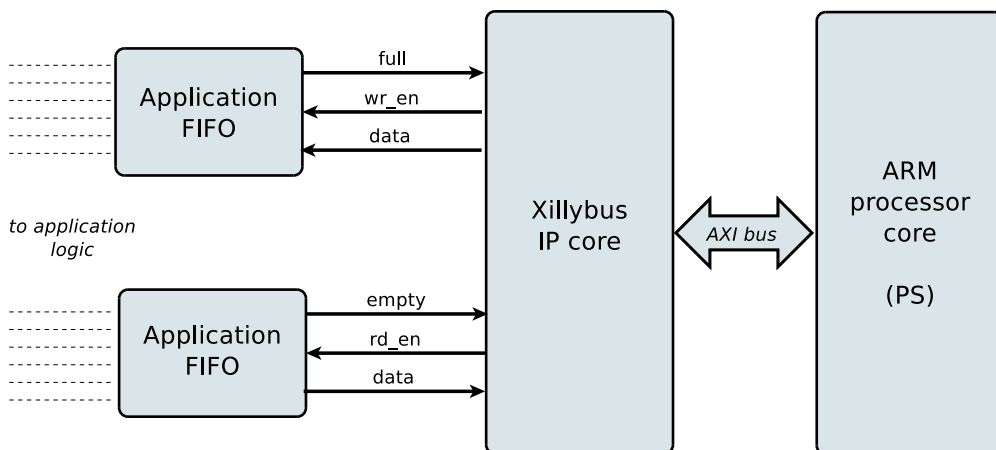 Application
FIFO
full
wr_en
data
to application
logic
Application
FIFO
empty
rd_en
data
Xillybus
IP core
AXI bus
ARM
processor
core
(PS)